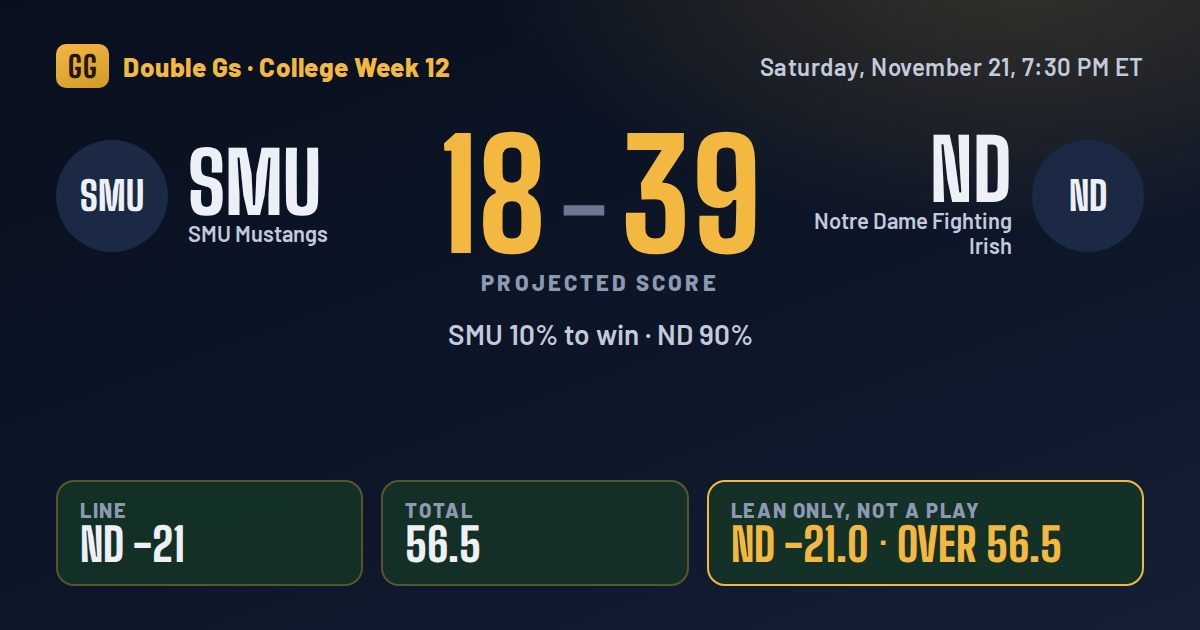 GG
Double Gs · College Week 12
Saturday, November 21, 7:30 PM ET
SMU
SMU
SMU Mustangs
18 – 39
PROJECTED SCORE
SMU 10% to win · ND 90%
ND
Notre Dame Fighting
Irish
ND
LINE
ND −21
TOTAL
56.5
LEAN ONLY, NOT A PLAY
ND −21.0 · OVER 56.5